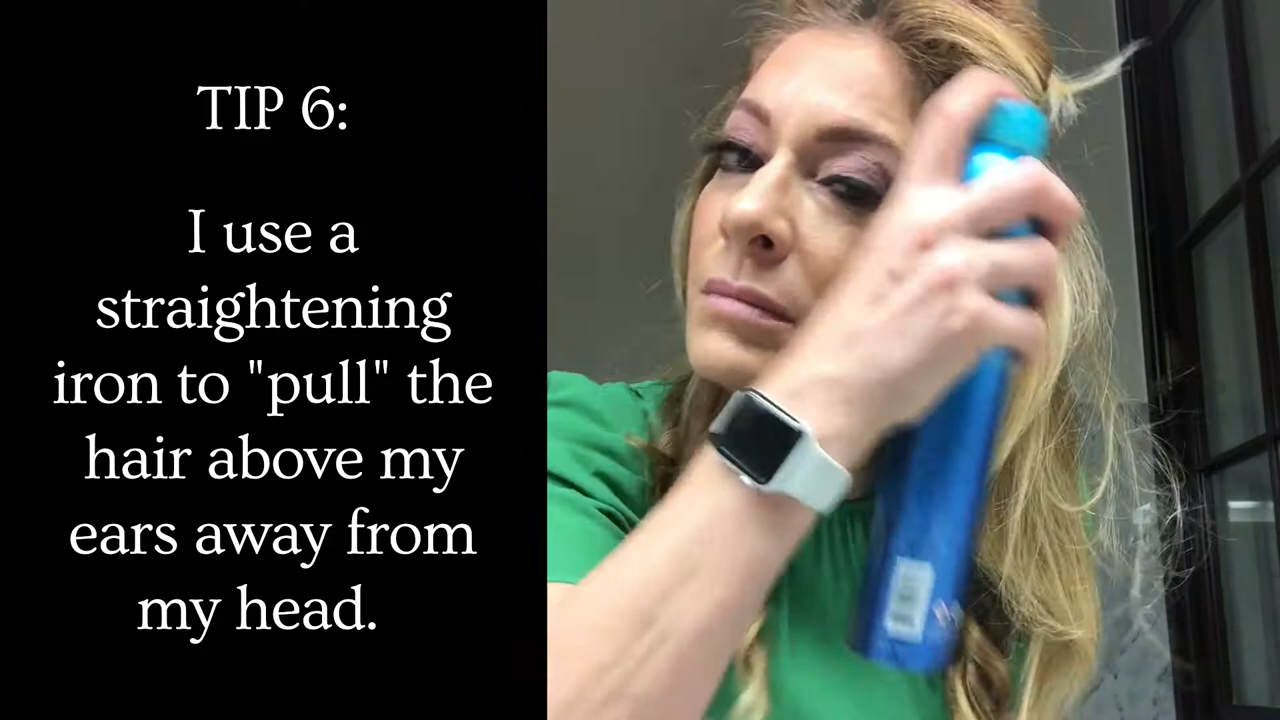 TIP 6:
I use a
straightening
iron to "pull" the
hair above my
ears away from
my head.